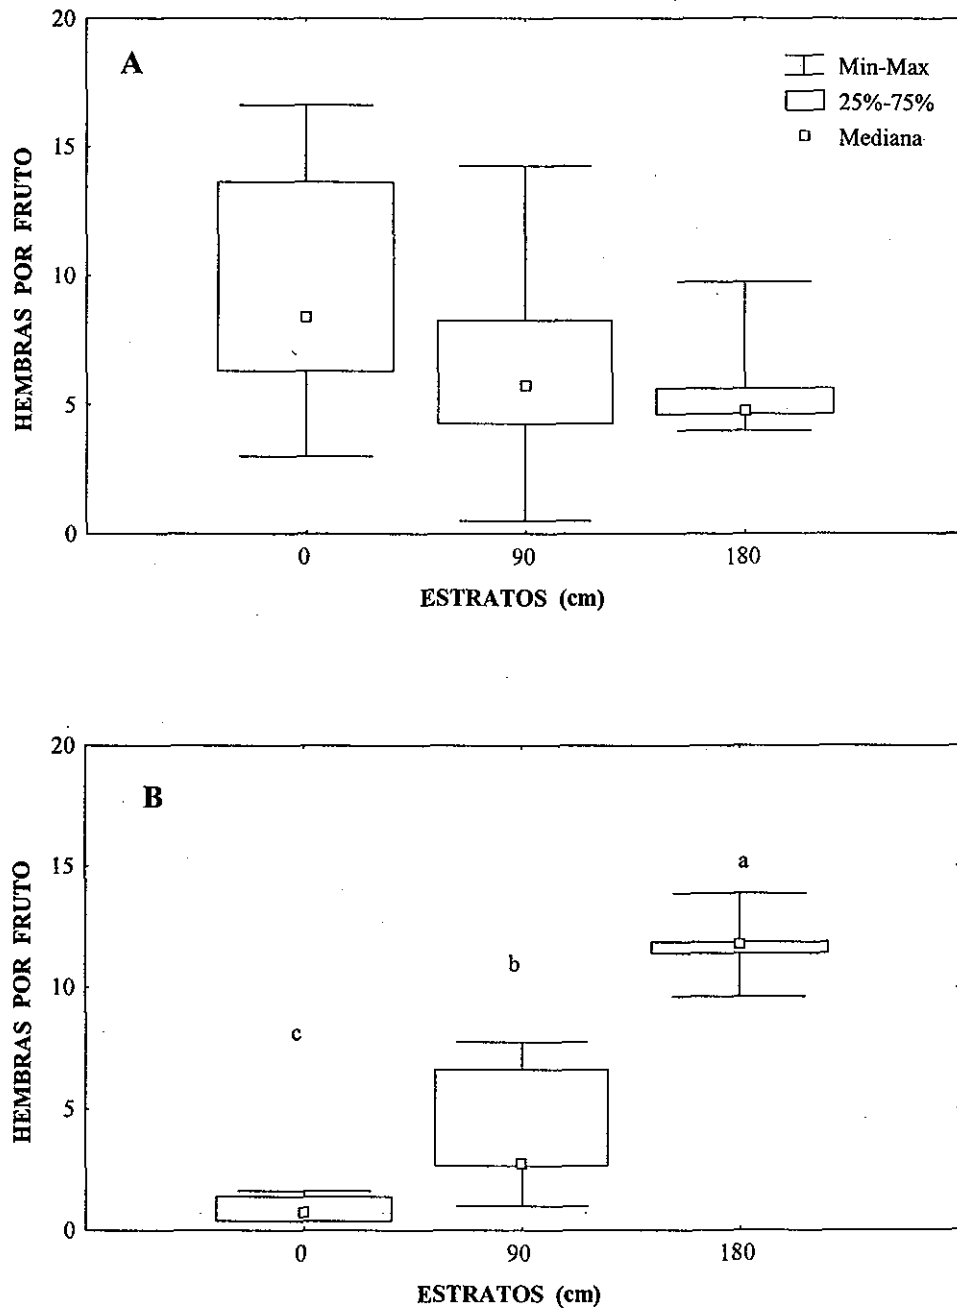 20
A
Min-Max
25%-75%
Mediana
15
10
5
0
HEMBRAS POR FRUTO
0 90 180
ESTRATOS (cm)
20
B
15
a
b
10
c
5
0
HEMBRAS POR FRUTO
0 90 180
ESTRATOS (cm)